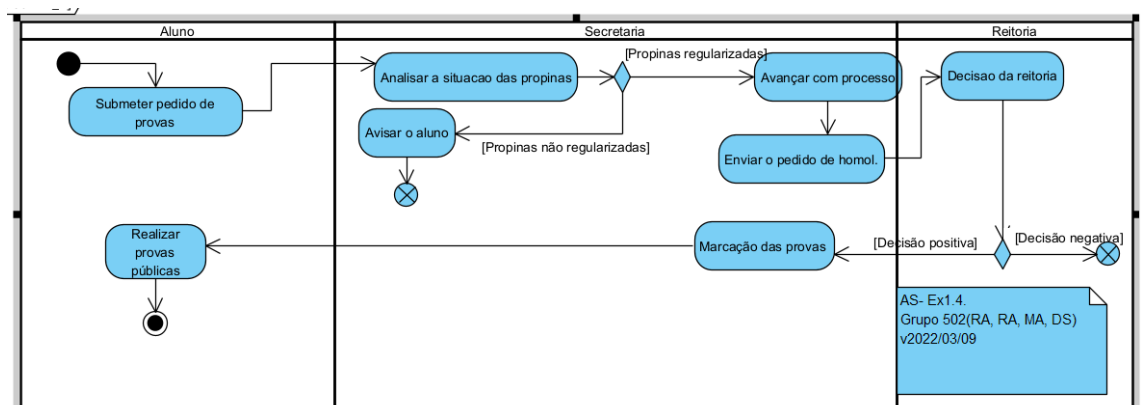 Aluno
Secretaria
Reitoria
Submeter pedido de
provas
Analisar a situacao das propinas
[Propinas regularizadas]
Avançar com processo
Decisao da reitoria
Avisar o aluno
[Propinas não regularizadas]
Enviar o pedido de homol.
Realizar
provas
públicas
Marcação das provas
[Decisão positiva]
[Decisão negativa]
AS- Ex1.4.
Grupo 502(RA, RA, MA, DS)
v2022/03/09